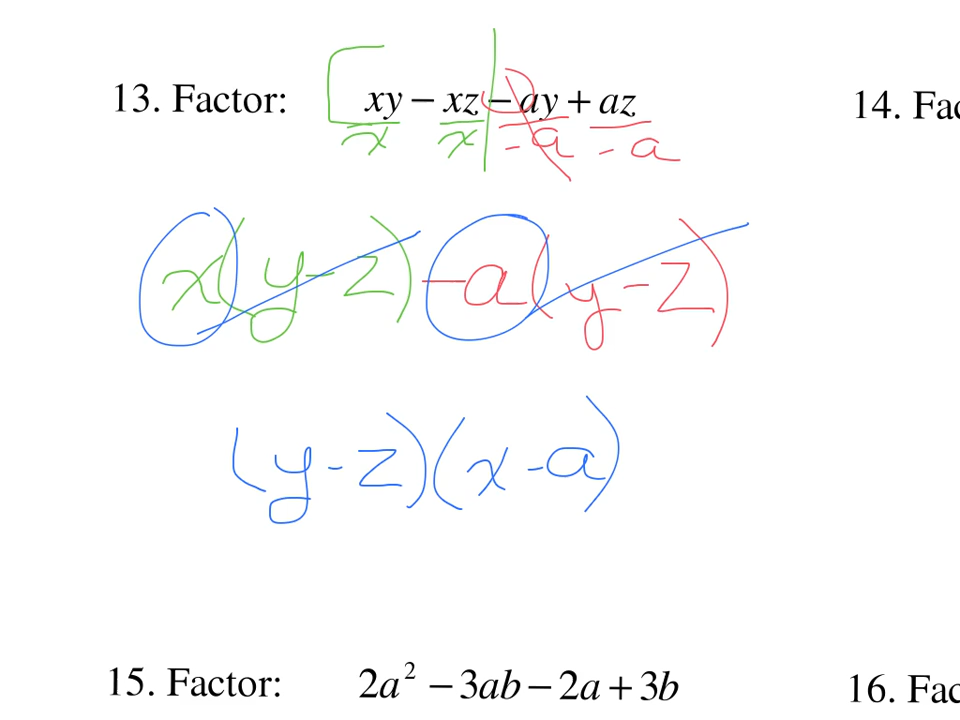 13. Factor: xy − xz − ay + az
14. Fac
x x −a −a
x(y−z) −a(y−z)
(y−z)(x−a)
15. Factor: 2a² − 3ab − 2a + 3b
16. Fac